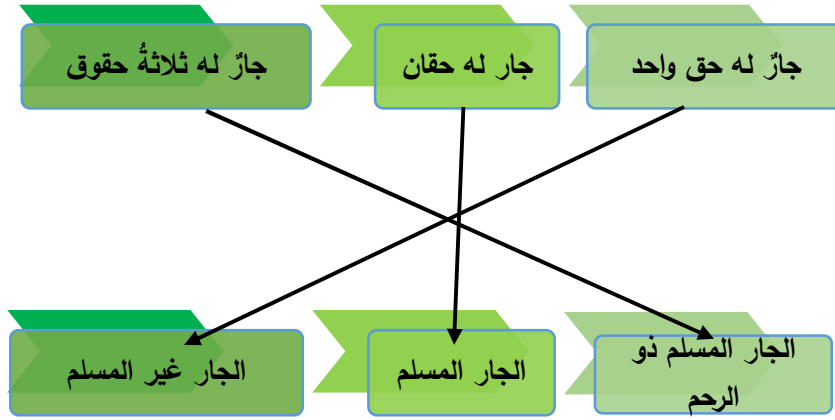 جارٌ له حق واحد
جار له حقان
جارٌ له ثلاثةُ حقوق
الجار المسلم ذو
الرحم
الجار المسلم
الجار غير المسلم